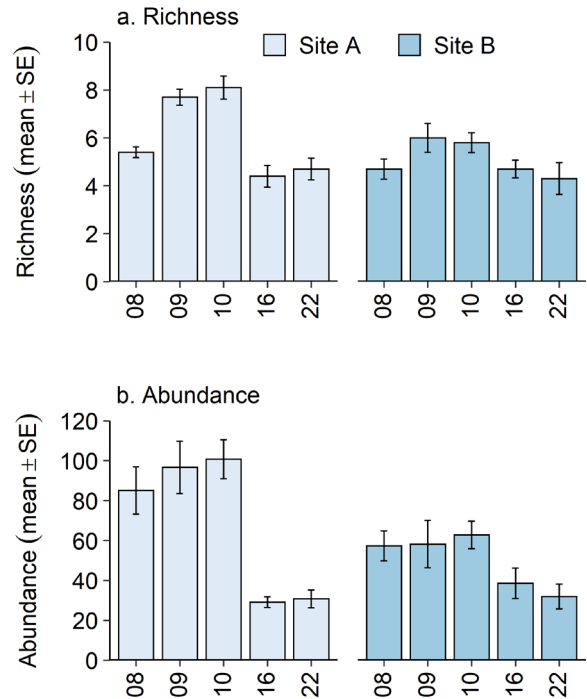 a. Richness
Site A Site B
Richness (mean ± SE)
10
8
6
4
2
0
08 09 10 16 22 08 09 10 16 22
b. Abundance
Abundance (mean ± SE)
120
100
80
60
40
20
0
08 09 10 16 22 08 09 10 16 22